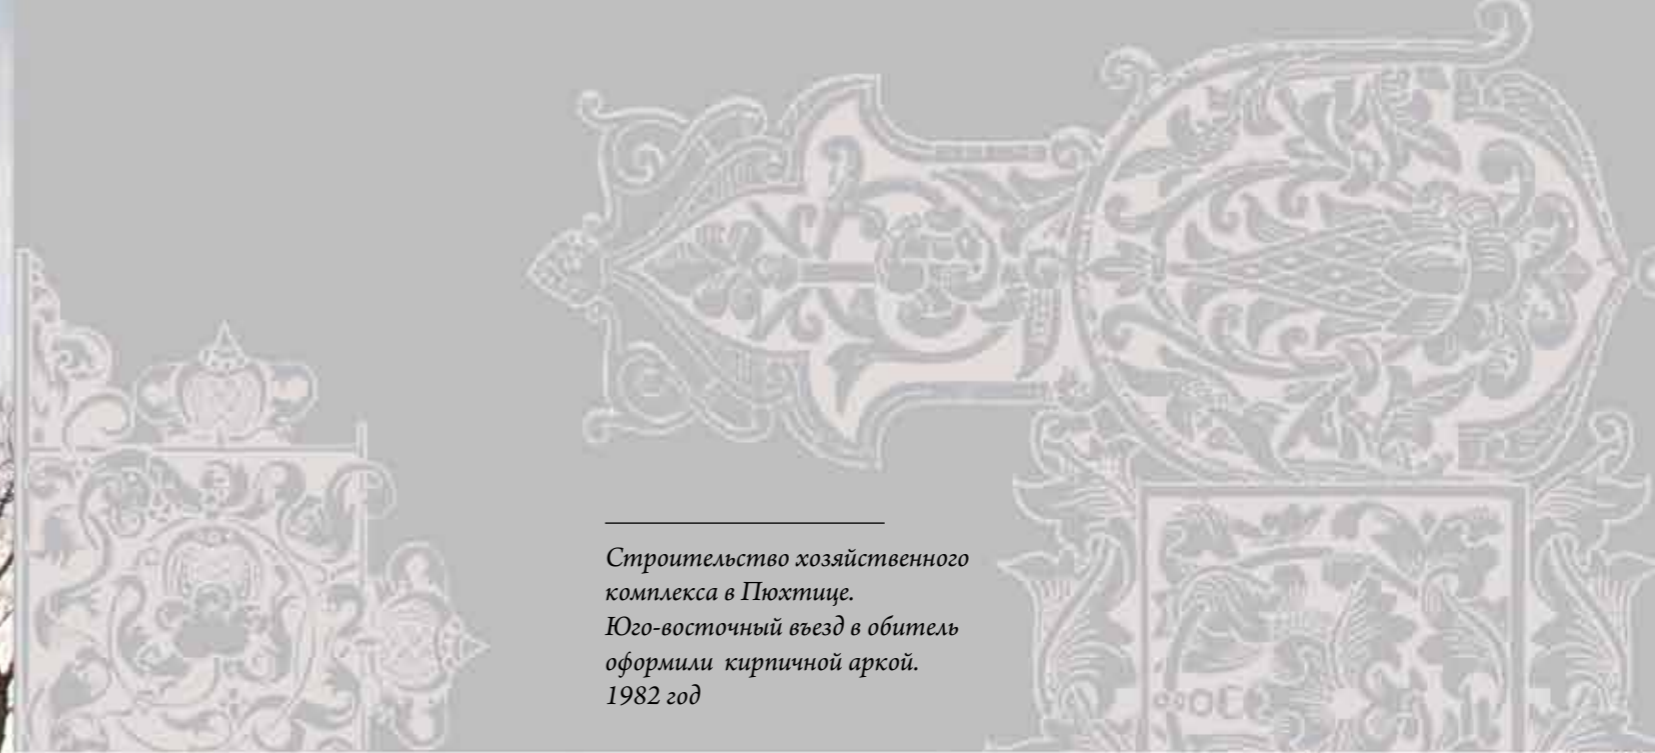 Строительство хозяйственного
комплекса в Пюхтице.
Юго-восточный въезд в обитель
оформили кирпичной аркой.
1982 год